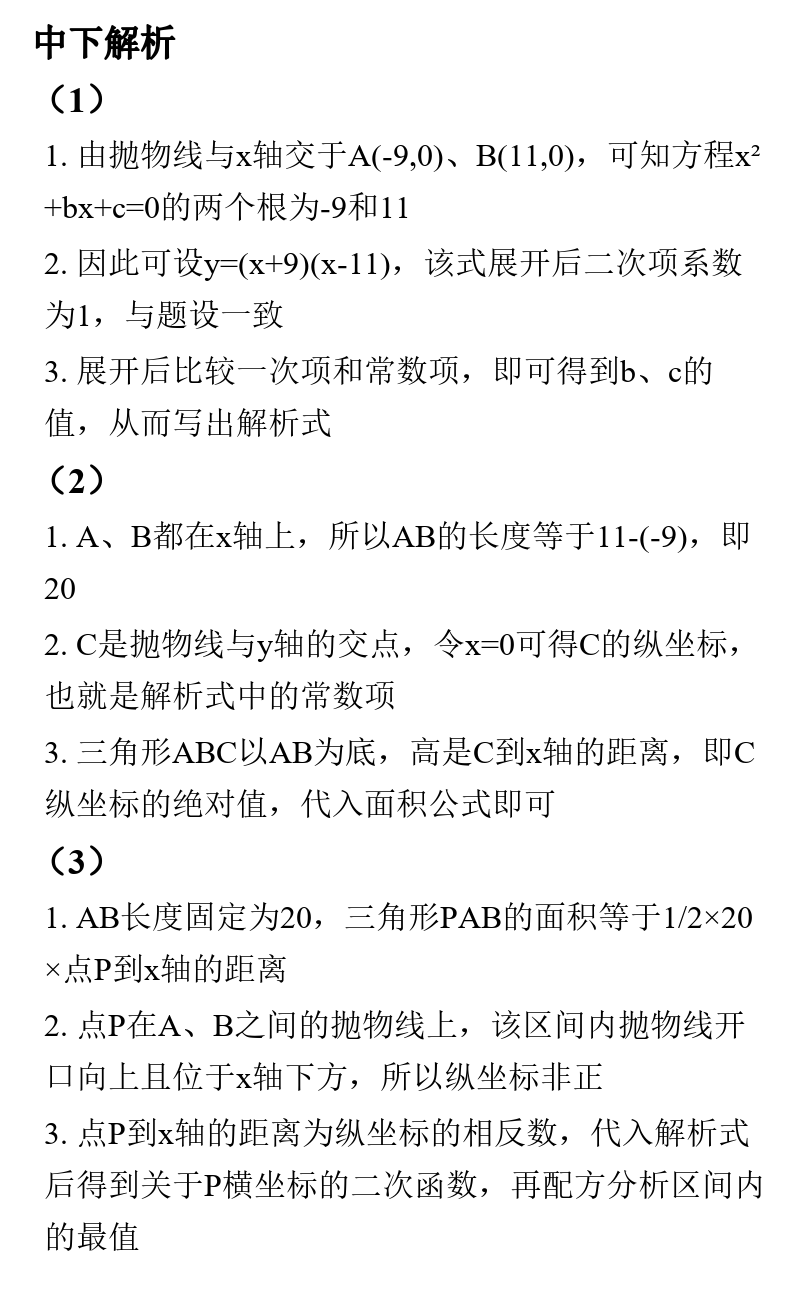 中下解析
（1）
1. 由抛物线与x轴交于A(-9,0)、B(11,0)，可知方程x²
+bx+c=0的两个根为-9和11
2. 因此可设y=(x+9)(x-11)，该式展开后二次项系数
为1，与题设一致
3. 展开后比较一次项和常数项，即可得到b、c的
值，从而写出解析式
（2）
1. A、B都在x轴上，所以AB的长度等于11-(-9)，即
20
2. C是抛物线与y轴的交点，令x=0可得C的纵坐标，
也就是解析式中的常数项
3. 三角形ABC以AB为底，高是C到x轴的距离，即C
纵坐标的绝对值，代入面积公式即可
（3）
1. AB长度固定为20，三角形PAB的面积等于1/2×20
×点P到x轴的距离
2. 点P在A、B之间的抛物线上，该区间内抛物线开
口向上且位于x轴下方，所以纵坐标非正
3. 点P到x轴的距离为纵坐标的相反数，代入解析式
后得到关于P横坐标的二次函数，再配方分析区间内
的最值